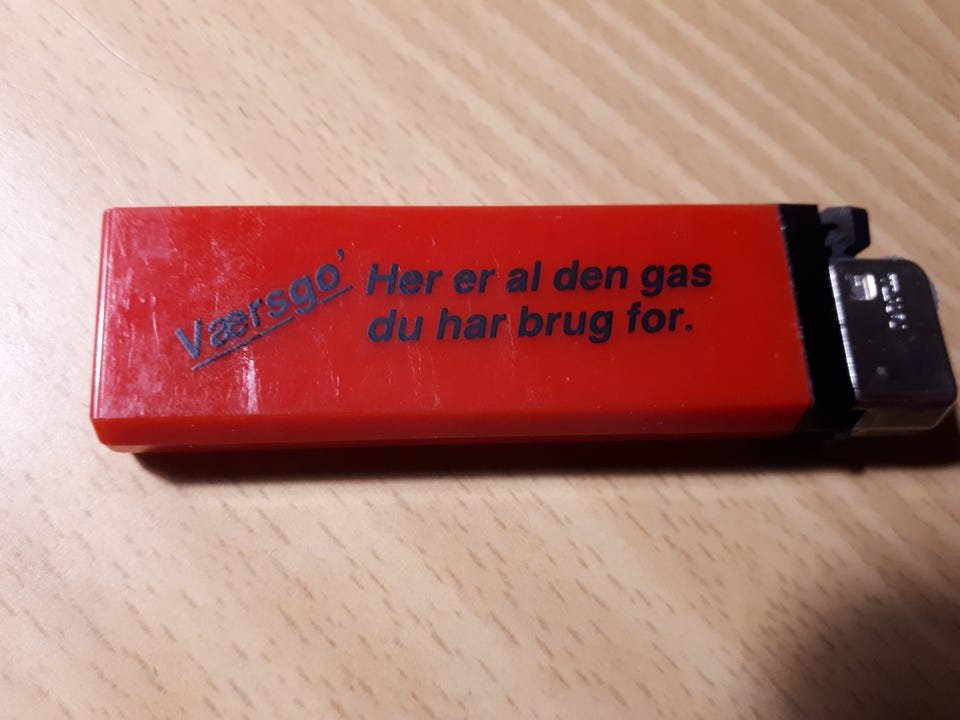 Værsgo'
Her er al den gas
du har brug for.